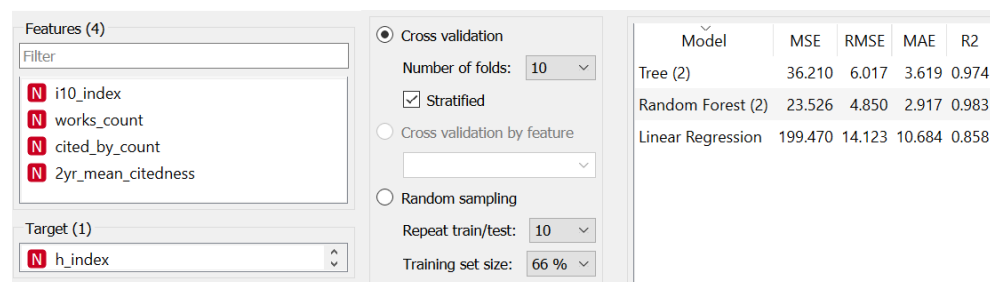 Features (4)
Filter
N i10_index
N works_count
N cited_by_count
N 2yr_mean_citedness
Target (1)
N h_index
Cross validation
Number of folds: 10
Stratified
Cross validation by feature
Random sampling
Repeat train/test: 10
Training set size: 66 %
Model MSE RMSE MAE R2
Tree (2) 36.210 6.017 3.619 0.974
Random Forest (2) 23.526 4.850 2.917 0.983
Linear Regression 199.470 14.123 10.684 0.858